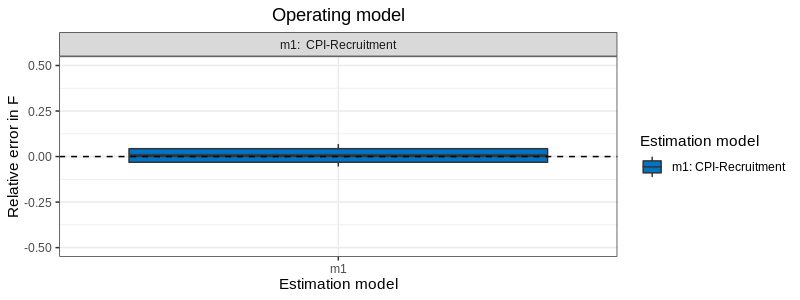 Operating model
m1: CPI-Recruitment
Relative error in F
0.50
0.25
0.00
-0.25
-0.50
m1
Estimation model
Estimation model
m1: CPI-Recruitment